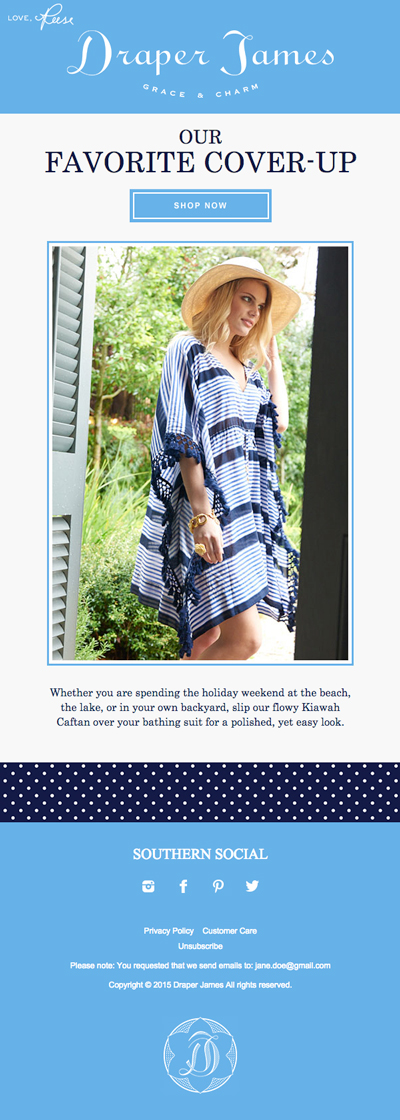 LOVE, Reese
Draper James
GRACE & CHARM
OUR
FAVORITE COVER-UP
SHOP NOW
Whether you are spending the holiday weekend at the beach,
the lake, or in your own backyard, slip our flowy Kiawah
Caftan over your bathing suit for a polished, yet easy look.
SOUTHERN SOCIAL
Privacy Policy Customer Care
Unsubscribe
Please note: You requested that we send emails to: jane.doe@gmail.com
Copyright © 2015 Draper James All rights reserved.
D